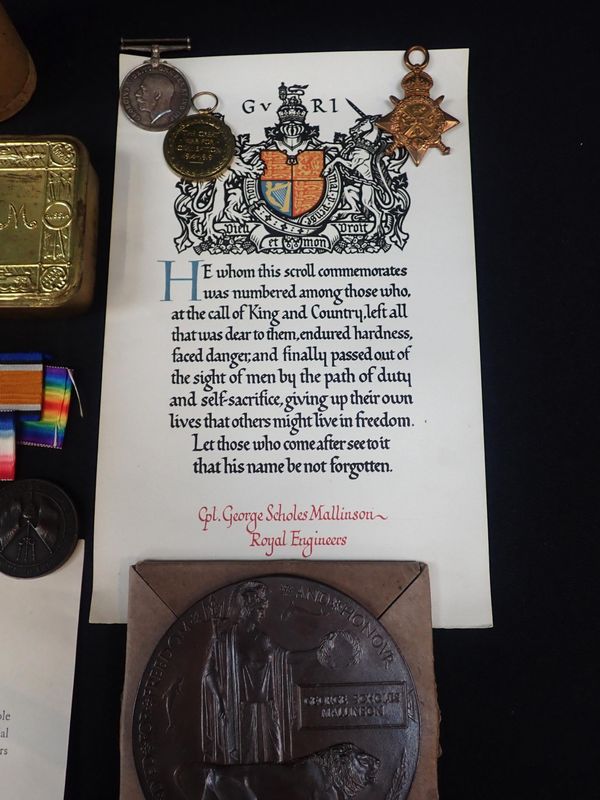 G V R I
Dieu et mon Droit
HE whom this scroll commemorates
was numbered among those who,
at the call of King and Country, left all
that was dear to them, endured hardness,
faced danger, and finally passed out of
the sight of men by the path of duty
and self-sacrifice, giving up their own
lives that others might live in freedom.
Let those who come after see to it
that his name be not forgotten.
Cpl. George Scholes Mallinson
Royal Engineers
FREEDOM AND HONOUR
GEORGE SCHOLES
MALLINSON
M